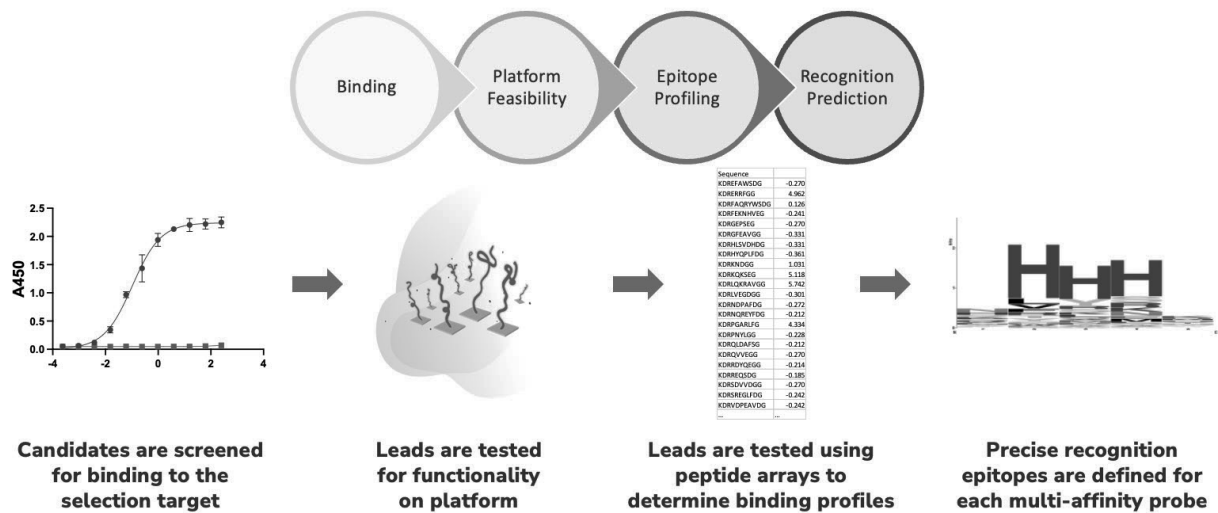 Binding
Platform
Feasibility
Epitope
Profiling
Recognition
Prediction
A450
2.5
2.0
1.5
1.0
0.5
0.0
-4
-2
0
2
4
Sequence
KDREFAWSDG -0.270
KDRERRFGG 4.962
KDRFAQRYWSDG 0.126
KDRFEKNHVEG -0.241
KDRGEPSEG -0.270
KDRGFEAVGG -0.331
KDRHLSVDHDG -0.331
KDRHYQPLFDG -0.361
KDRKNDGG 1.031
KDRKQKSEG 5.118
KDRLQKRAVGG 5.742
KDRLVEGDGG -0.301
KDRNDPAFDG -0.272
KDRNQREYFDG -0.212
KDRPGARLFG 4.334
KDRPNYLGG -0.228
KDRQLDAFSG -0.212
KDRQVVEGG -0.270
KDRRDYQEGG -0.214
KDRREQSDG -0.185
KDRSDVVDGG -0.270
KDRSREGLFDG -0.242
KDRVDPEAVDG -0.242
... ...
H H H
Candidates are screened
for binding to the
selection target
Leads are tested
for functionality
on platform
Leads are tested using
peptide arrays to
determine binding profiles
Precise recognition
epitopes are defined for
each multi-affinity probe